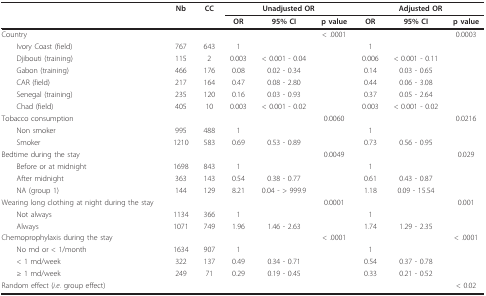 Nb CC Unadjusted OR Adjusted OR
OR 95% CI p value OR 95% CI p value
Country < .0001 0.0003
Ivory Coast (field) 767 643 1 1
Djibouti (training) 115 2 0.003 < 0.001 - 0.04 0.006 < 0.001 - 0.11
Gabon (training) 466 176 0.08 0.02 - 0.34 0.14 0.03 - 0.65
CAR (field) 217 164 0.47 0.08 - 2.80 0.44 0.06 - 3.08
Senegal (training) 235 120 0.16 0.03 - 0.93 0.37 0.05 - 2.64
Chad (field) 405 10 0.003 < 0.001 - 0.02 0.003 < 0.001 - 0.02
Tobacco consumption 0.0060 0.0216
Non smoker 995 488 1 1
Smoker 1210 583 0.69 0.53 - 0.89 0.73 0.56 - 0.95
Bedtime during the stay 0.0049 0.029
Before or at midnight 1698 843 1 1
After midnight 363 143 0.54 0.38 - 0.77 0.61 0.43 - 0.87
NA (group 1) 144 129 8.21 0.04 - > 999.9 1.18 0.09 - 15.54
Wearing long clothing at night during the stay 0.0001 0.001
Not always 1134 366 1 1
Always 1071 749 1.96 1.46 - 2.63 1.74 1.29 - 2.35
Chemoprophylaxis during the stay < .0001 < .0001
No md or < 1/month 1634 907 1 1
< 1 md/week 322 137 0.49 0.34 - 0.71 0.54 0.37 - 0.78
≥ 1 md/week 249 71 0.29 0.19 - 0.45 0.33 0.21 - 0.52
Random effect (i.e. group effect) < 0.02